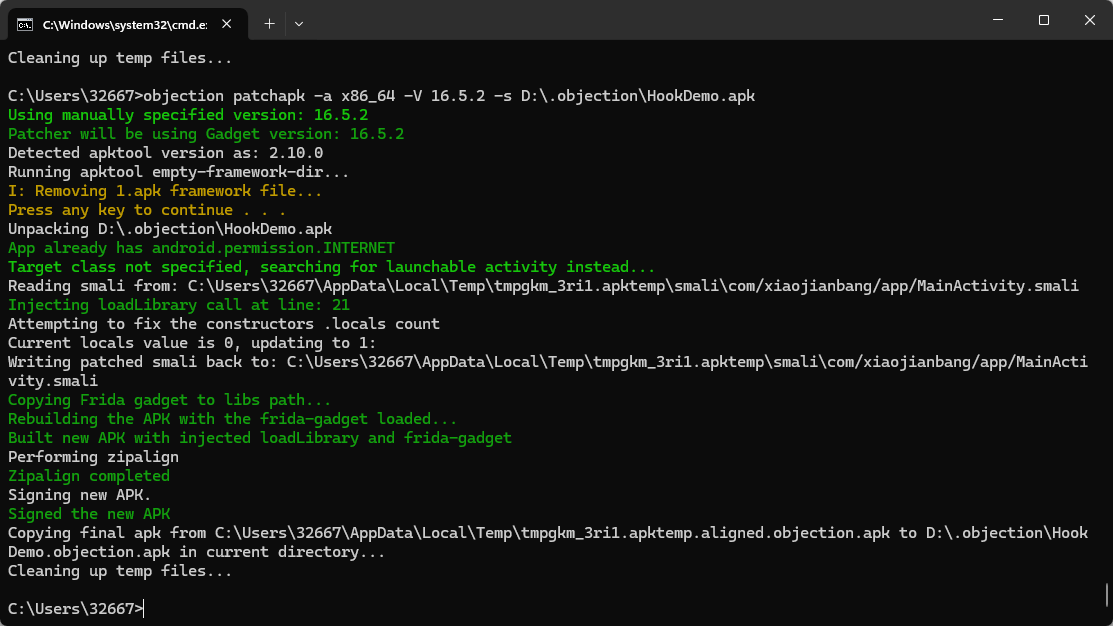 C:\Windows\system32\cmd.e:
Cleaning up temp files...
C:\Users\32667>objection patchapk -a x86_64 -V 16.5.2 -s D:\.objection\HookDemo.apk
Using manually specified version: 16.5.2
Patcher will be using Gadget version: 16.5.2
Detected apktool version as: 2.10.0
Running apktool empty-framework-dir...
I: Removing 1.apk framework file...
Press any key to continue . . .
Unpacking D:\.objection\HookDemo.apk
App already has android.permission.INTERNET
Target class not specified, searching for launchable activity instead...
Reading smali from: C:\Users\32667\AppData\Local\Temp\tmpgkm_3ri1.apktemp\smali\com/xiaojianbang/app/MainActivity.smali
Injecting loadLibrary call at line: 21
Attempting to fix the constructors .locals count
Current locals value is 0, updating to 1:
Writing patched smali back to: C:\Users\32667\AppData\Local\Temp\tmpgkm_3ri1.apktemp\smali\com/xiaojianbang/app/MainActi
vity.smali
Copying Frida gadget to libs path...
Rebuilding the APK with the frida-gadget loaded...
Built new APK with injected loadLibrary and frida-gadget
Performing zipalign
Zipalign completed
Signing new APK.
Signed the new APK
Copying final apk from C:\Users\32667\AppData\Local\Temp\tmpgkm_3ri1.apktemp.aligned.objection.apk to D:\.objection\Hook
Demo.objection.apk in current directory...
Cleaning up temp files...
C:\Users\32667>